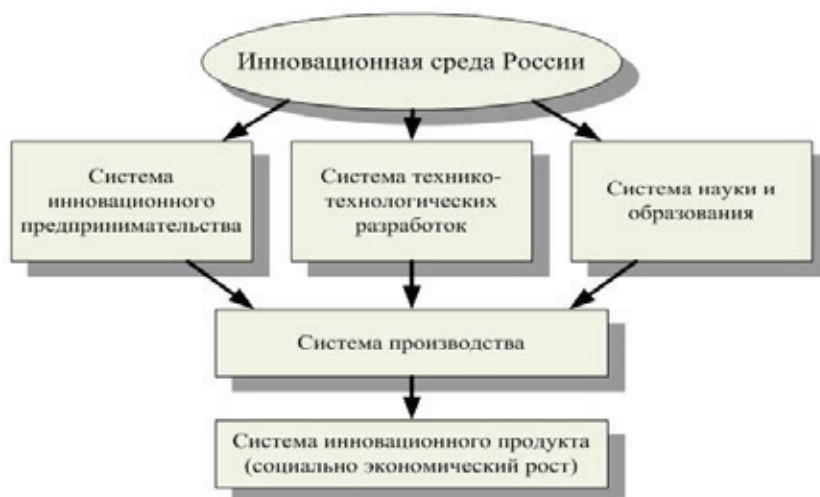 Инновационная среда России
Система
инновационного
предпринимательства
Система технико-
технологических
разработок
Система науки и
образования
Система производства
Система инновационного продукта
(социально экономический рост)